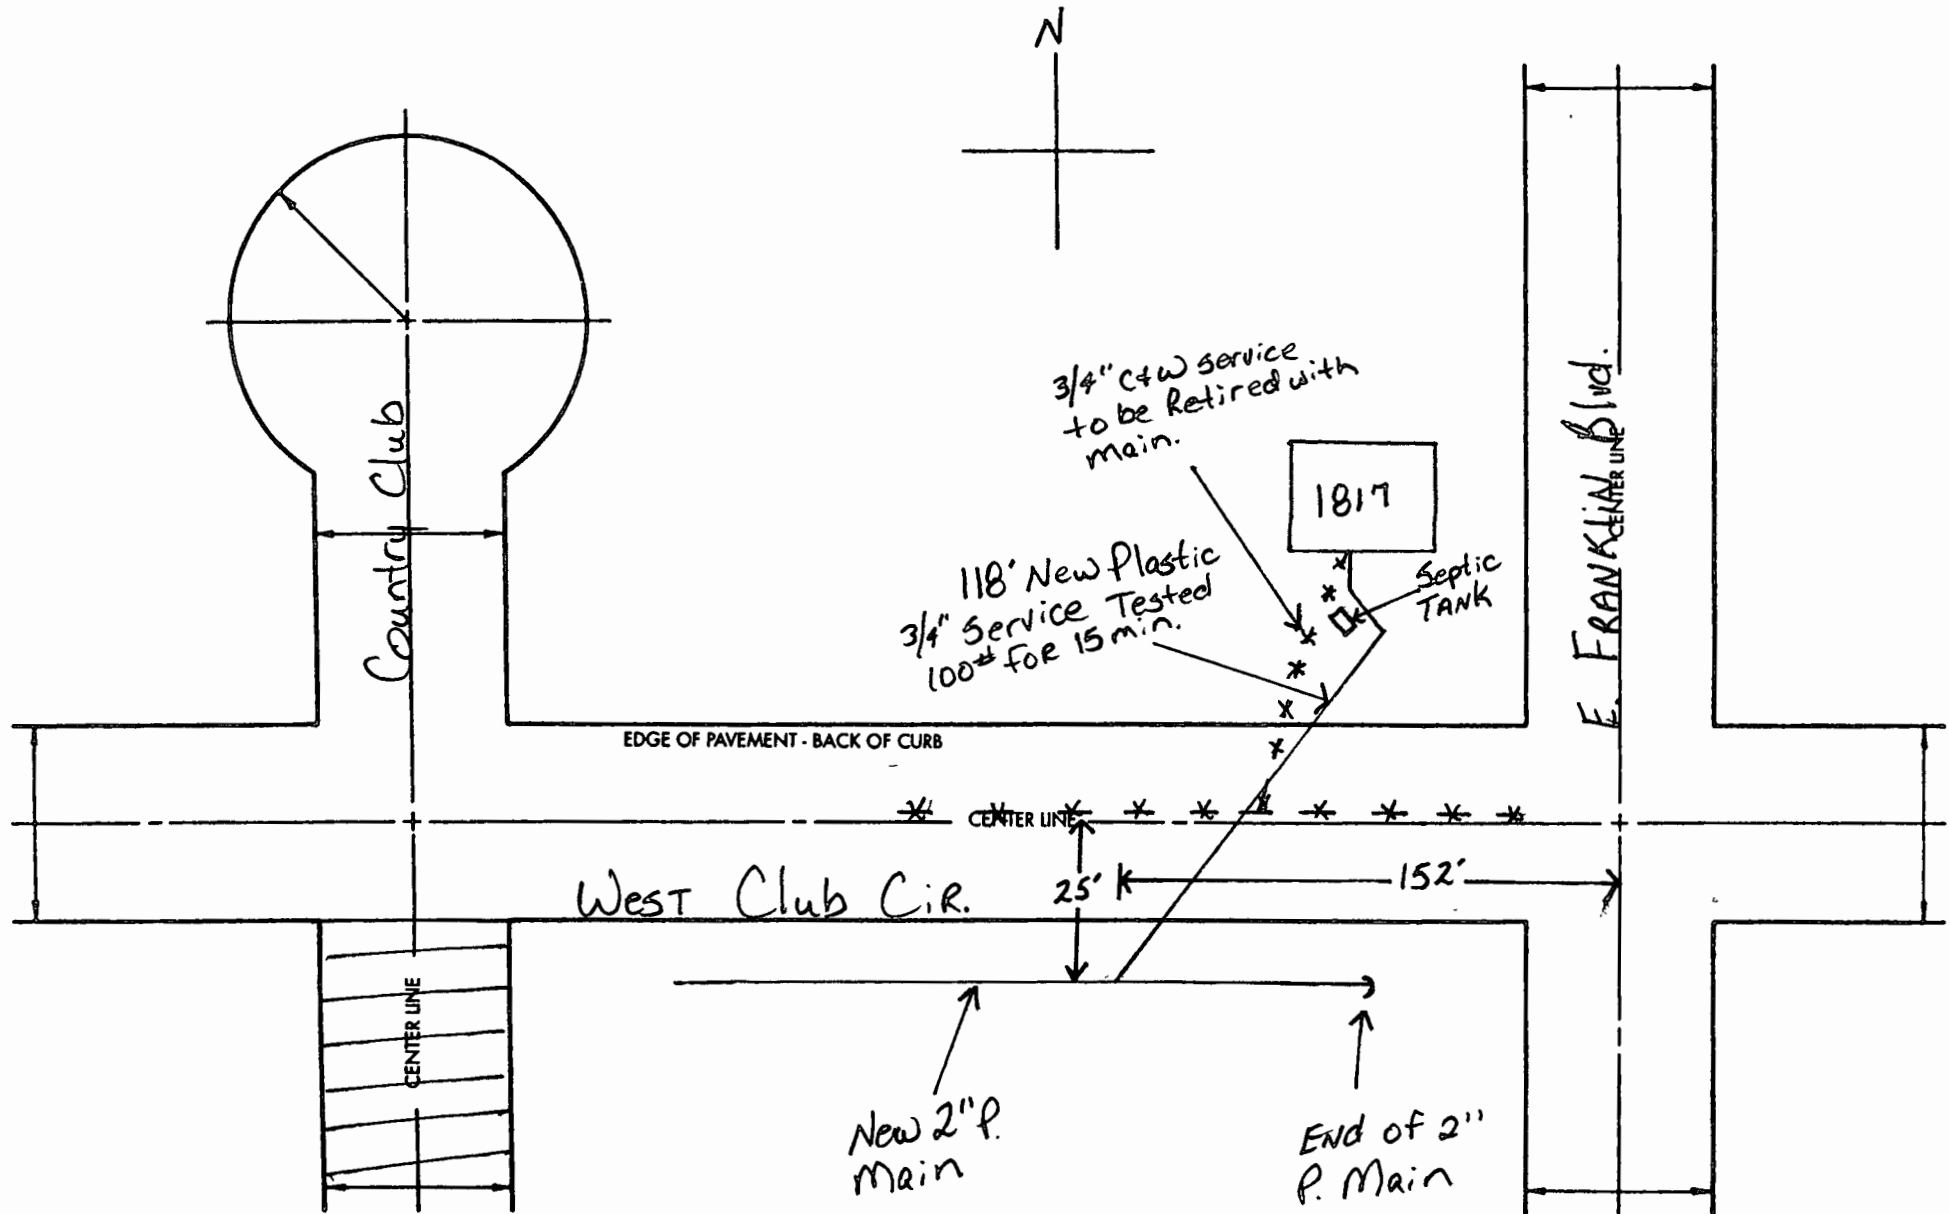 N
3/4" C&W service
to be Retired with
main.
1817
Septic
TANK
118' New Plastic
3/4" Service Tested
100# FOR 15 min.
Country Club
E. FRANKLIN Blvd.
CENTER LINE
EDGE OF PAVEMENT - BACK OF CURB
CENTER LINE
25'
152'
West Club Cir.
CENTER LINE
New 2" P.
Main
End of 2"
P. Main